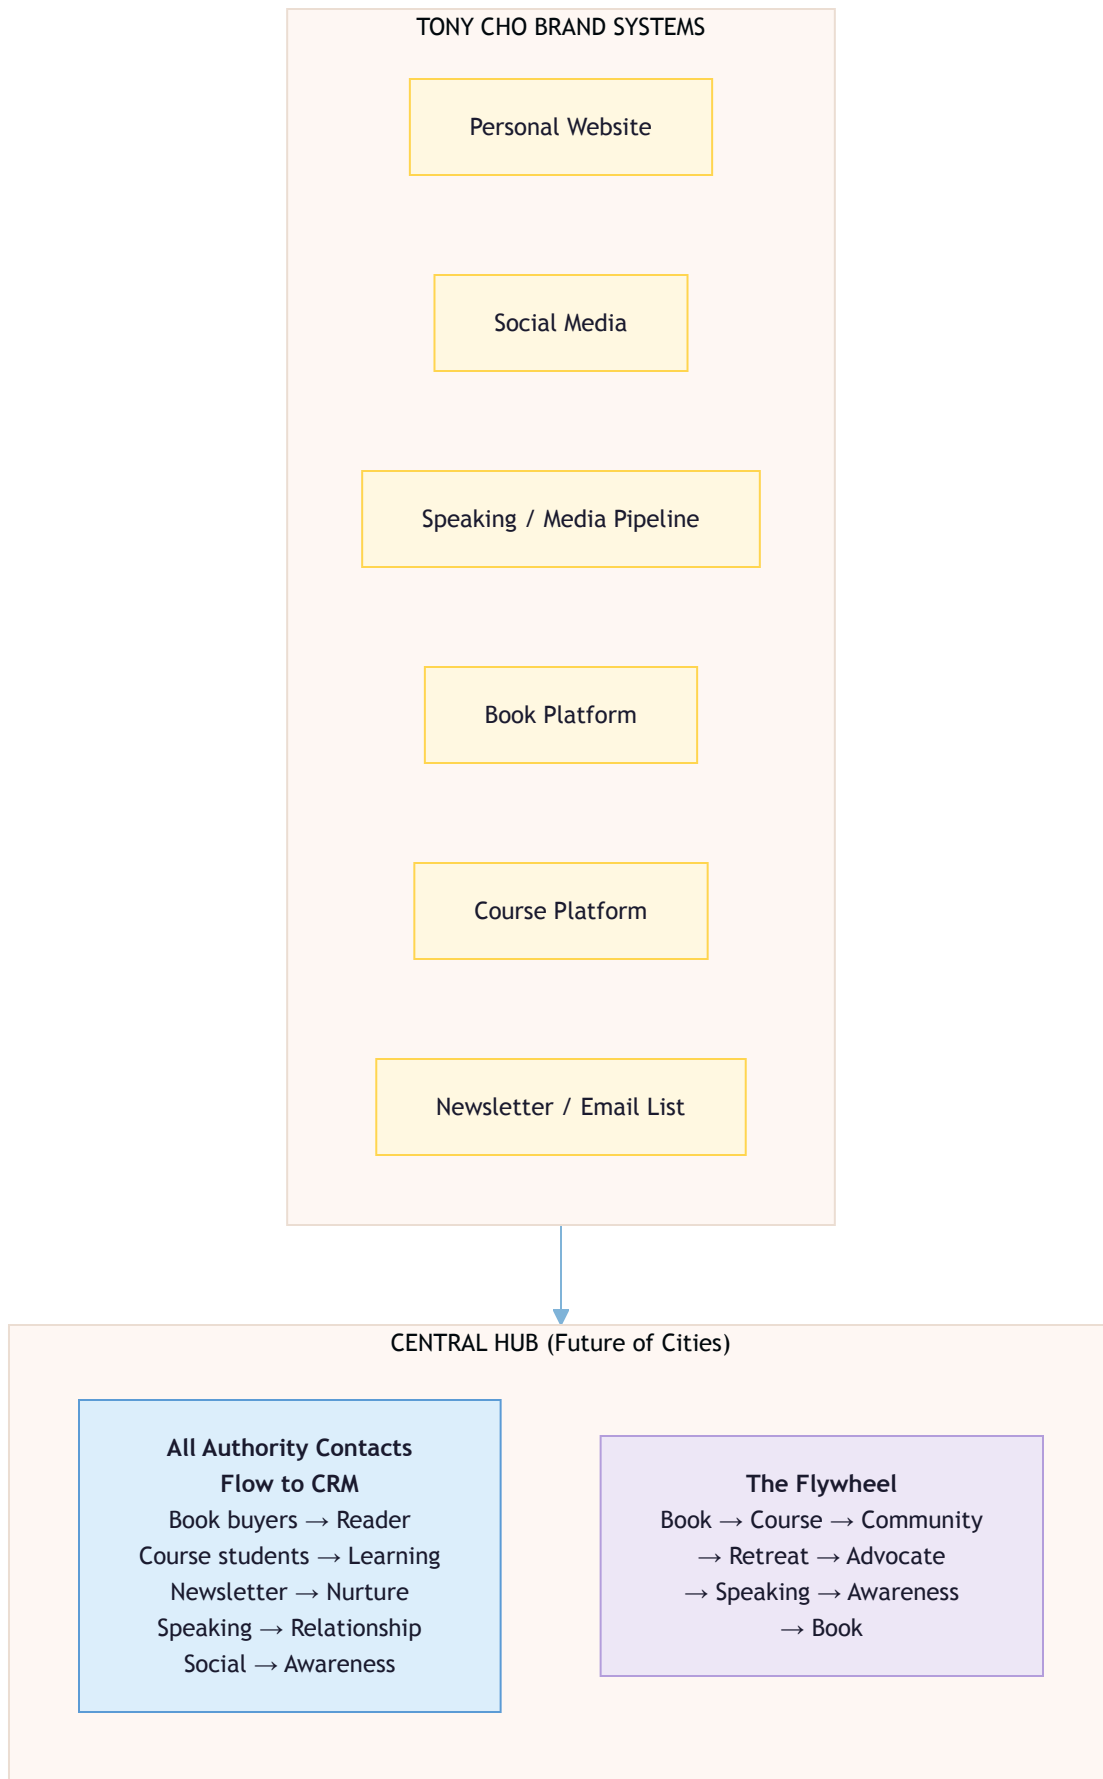 TONY CHO BRAND SYSTEMS
Personal Website
Social Media
Speaking / Media Pipeline
Book Platform
Course Platform
Newsletter / Email List
CENTRAL HUB (Future of Cities)
All Authority Contacts
Flow to CRM
Book buyers → Reader
Course students → Learning
Newsletter → Nurture
Speaking → Relationship
Social → Awareness
The Flywheel
Book → Course → Community
→ Retreat → Advocate
→ Speaking → Awareness
→ Book